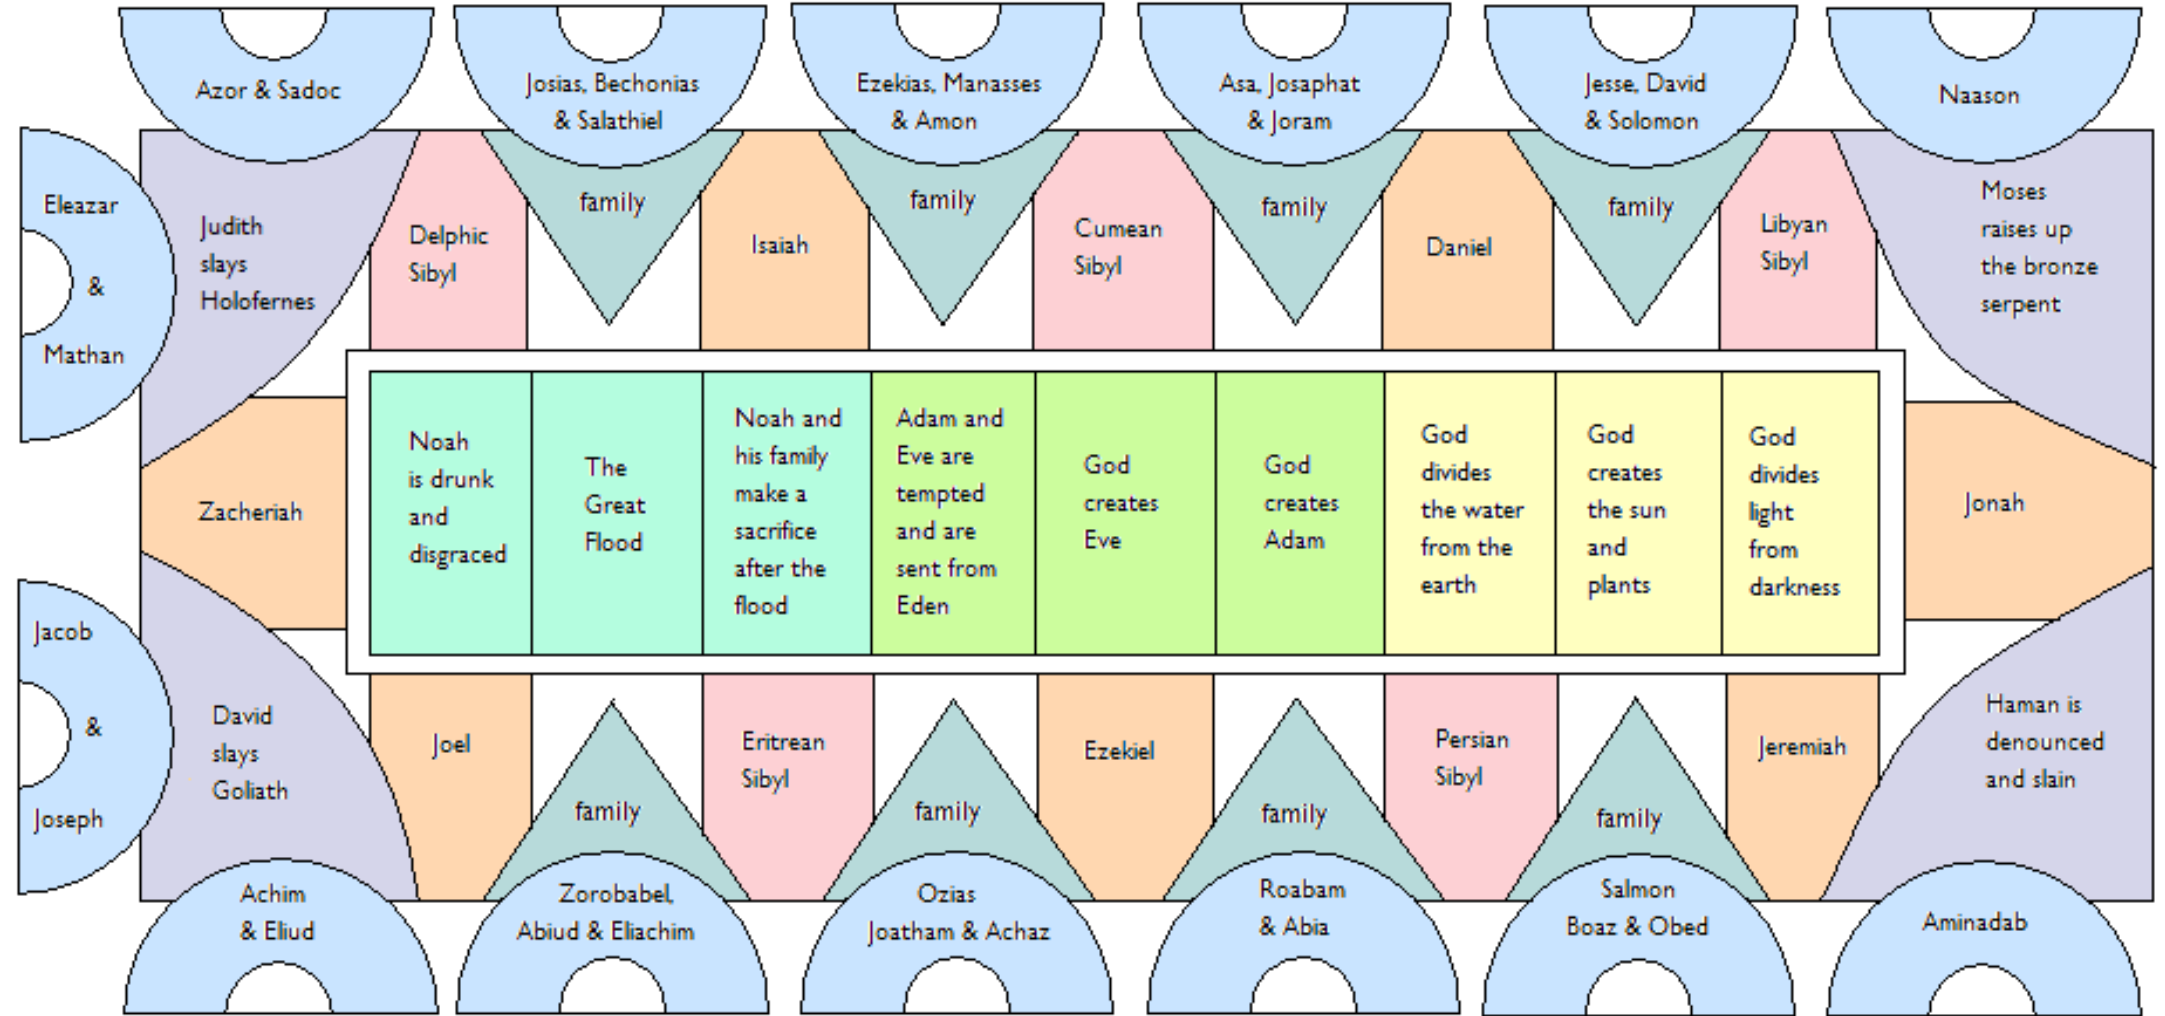 Azor & Sadoc
Josias, Bechonias
& Salathiel
Ezekias, Manasses
& Amon
Asa, Josaphat
& Joram
Jesse, David
& Solomon
Naason
Eleazar
&
Mathan
Judith
slays
Holofernes
Delphic
Sibyl
family
Isaiah
family
Cumean
Sibyl
family
Daniel
family
Libyan
Sibyl
Moses
raises up
the bronze
serpent
Zacheriah
Noah
is drunk
and
disgraced
The
Great
Flood
Noah and
his family
make a
sacrifice
after the
flood
Adam and
Eve are
tempted
and are
sent from
Eden
God
creates
Eve
God
creates
Adam
God
divides
the water
from the
earth
God
creates
the sun
and
plants
God
divides
light
from
darkness
Jonah
Jacob
&
Joseph
David
slays
Goliath
Joel
family
Eritrean
Sibyl
family
Ezekiel
family
Persian
Sibyl
family
Jeremiah
Haman is
denounced
and slain
Achim
& Eliud
Zorobabel,
Abiud & Eliachim
Ozias
Joatham & Achaz
Roabam
& Abia
Salmon
Boaz & Obed
Aminadab